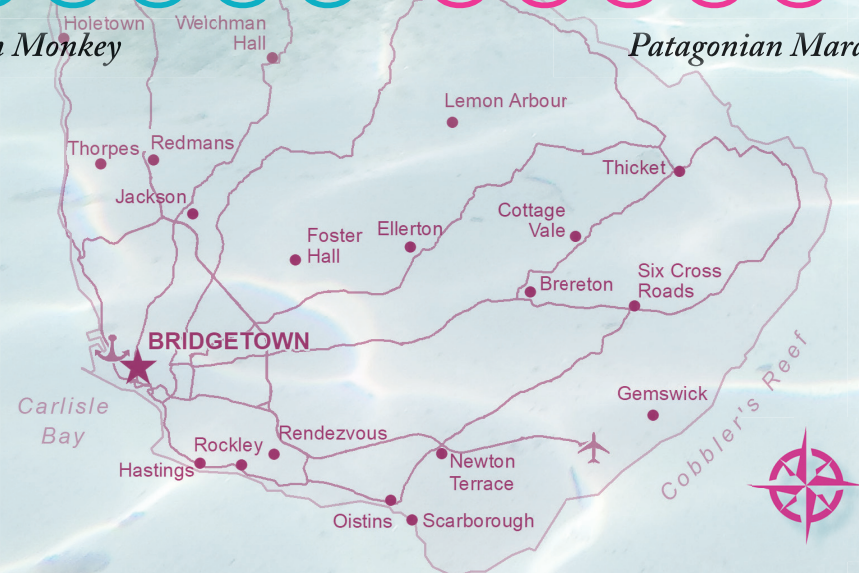 Holetown
Welchman
Hall
Monkey
Patagonian Mara
Lemon Arbour
Thorpes
Redmans
Thicket
Jackson
Cottage
Vale
Foster
Hall
Ellerton
Six Cross
Roads
Brereton
BRIDGETOWN
Carlisle
Bay
Gemswick
Cobbler's Reef
Rendezvous
Rockley
Hastings
Newton
Terrace
Oistins
Scarborough